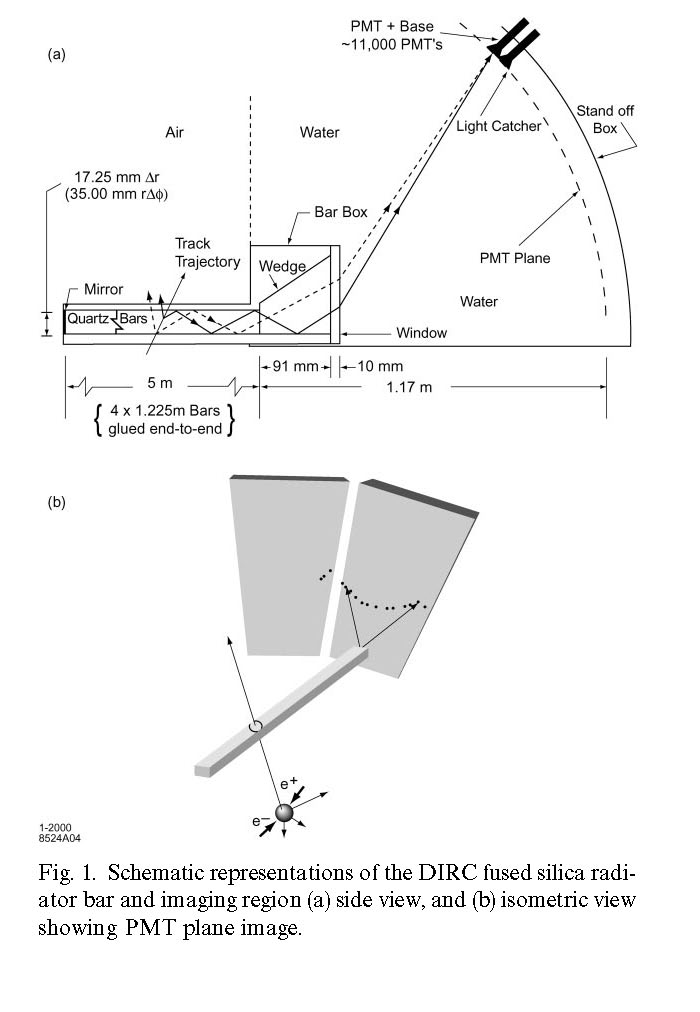 (a)
PMT + Base
~11,000 PMT's
Air
Water
Light Catcher
Stand off
Box
17.25 mm Δr
(35.00 mm rΔϕ)
Bar Box
Track
Trajectory
Wedge
PMT Plane
Mirror
Water
Quartz Bars
Window
91 mm
10 mm
5 m
1.17 m
{ 4 x 1.225m Bars
glued end-to-end }
(b)
e+
e–
1-2000
8524A04
Fig. 1. Schematic representations of the DIRC fused silica radi-
ator bar and imaging region (a) side view, and (b) isometric view
showing PMT plane image.